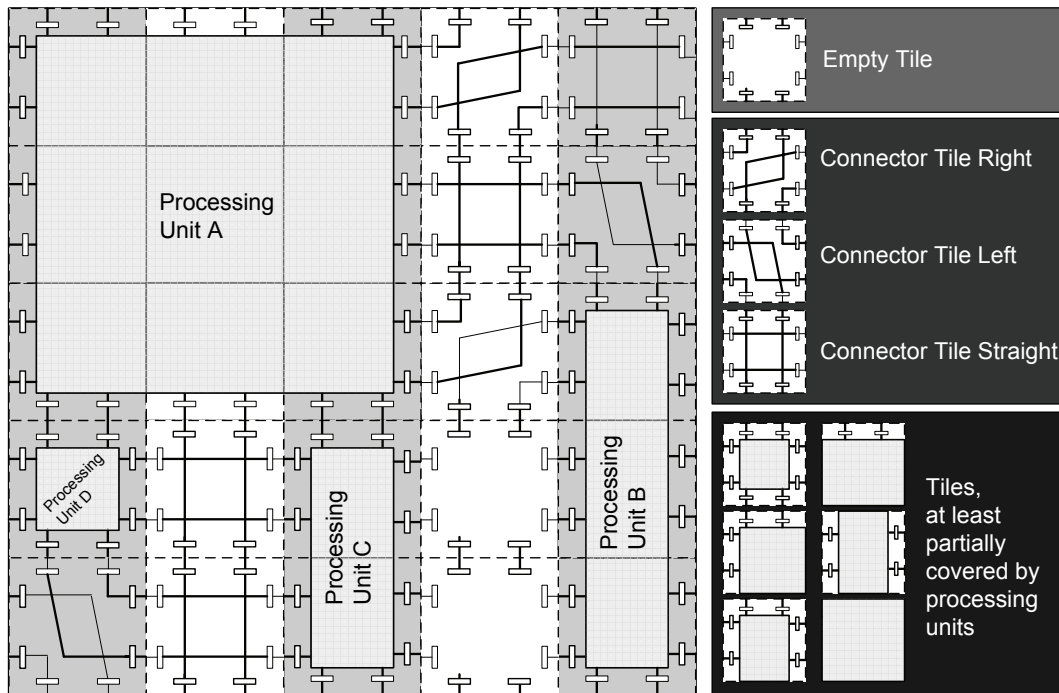 Processing
Unit A
Processing
Unit D
Processing
Unit C
Processing
Unit B
Empty Tile
Connector Tile Right
Connector Tile Left
Connector Tile Straight
Tiles,
at least
partially
covered by
processing
units